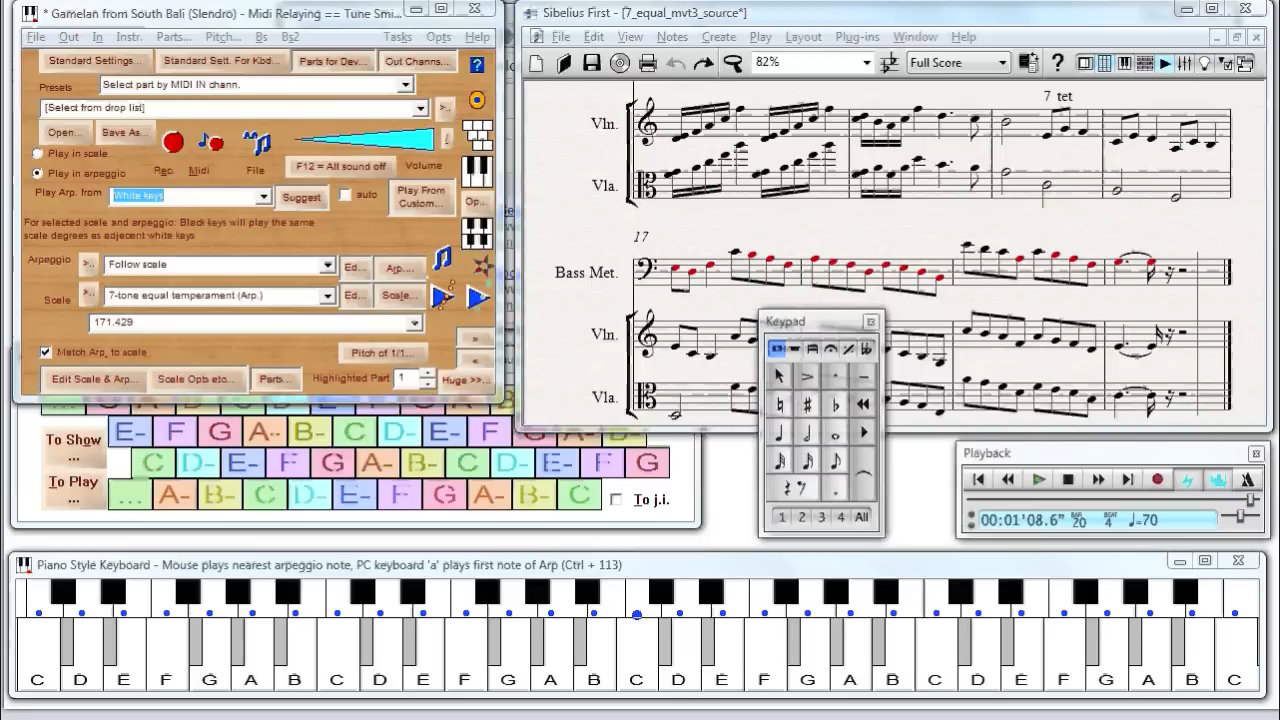 * Gamelan from South Bali (Slendro) - Midi Relaying == Tune Smi...
File Out In Instr. Parts... Pitch... Bs Bs2 Tasks Opts Help
Standard Settings... Standard Sett. For Kbd... Parts for Dev... Out Channs...
Presets Select part by MIDI IN chann.
[Select from drop list] >..
Open... Save As...
Play in scale
Play in arpeggio Rec. Midi File F12 = All sound off Volume
Play Arp. from White keys Suggest auto Play From Custom... Op...
For selected scale and arpeggio: Black keys will play the
same scale degrees as adjacent white keys
Arpeggio >.. Follow scale Ed... Arp....
Scale >.. 7-tone equal temperament (Arp.) Ed... Scale...
171.429
Match Arp. to scale Pitch of 1/1... »
«
Edit Scale & Arp... Scale Opts etc... Parts... Highlighted Part 1 Huge >>...
Sibelius First - [7_equal_mvt3_source*]
File Edit View Notes Create Play Layout Plug-ins Window Help
82% Full Score ?
7 tet
Vln.
Vla.
17
Bass Met.
Vln.
Vla.
Keypad
1 2 3 4 All
Playback
00:01'08.6" BAR 20 BEAT 4 ♩=70
To Show ...
E- F G A- B- C D- E- F G A- B-
C D- E- F G A- B- C D- E- F G
To Play ...
... A- B- C D- E- F G A- B- C To j.i.
Piano Style Keyboard - Mouse plays nearest arpeggio note, PC keyboard 'a' plays first note of Arp (Ctrl + 113)
C D E F G A B C D E F G A B C D E F G A B C D E F G A B C